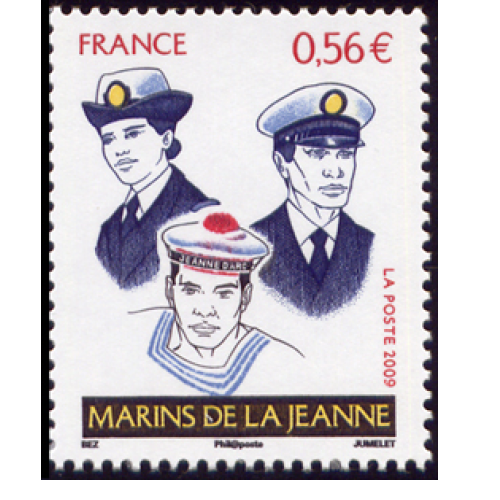 FRANCE 0,56€
JEANNE D'ARC
LA POSTE 2009
MARINS DE LA JEANNE
BEZ Phil@poste JUMELET